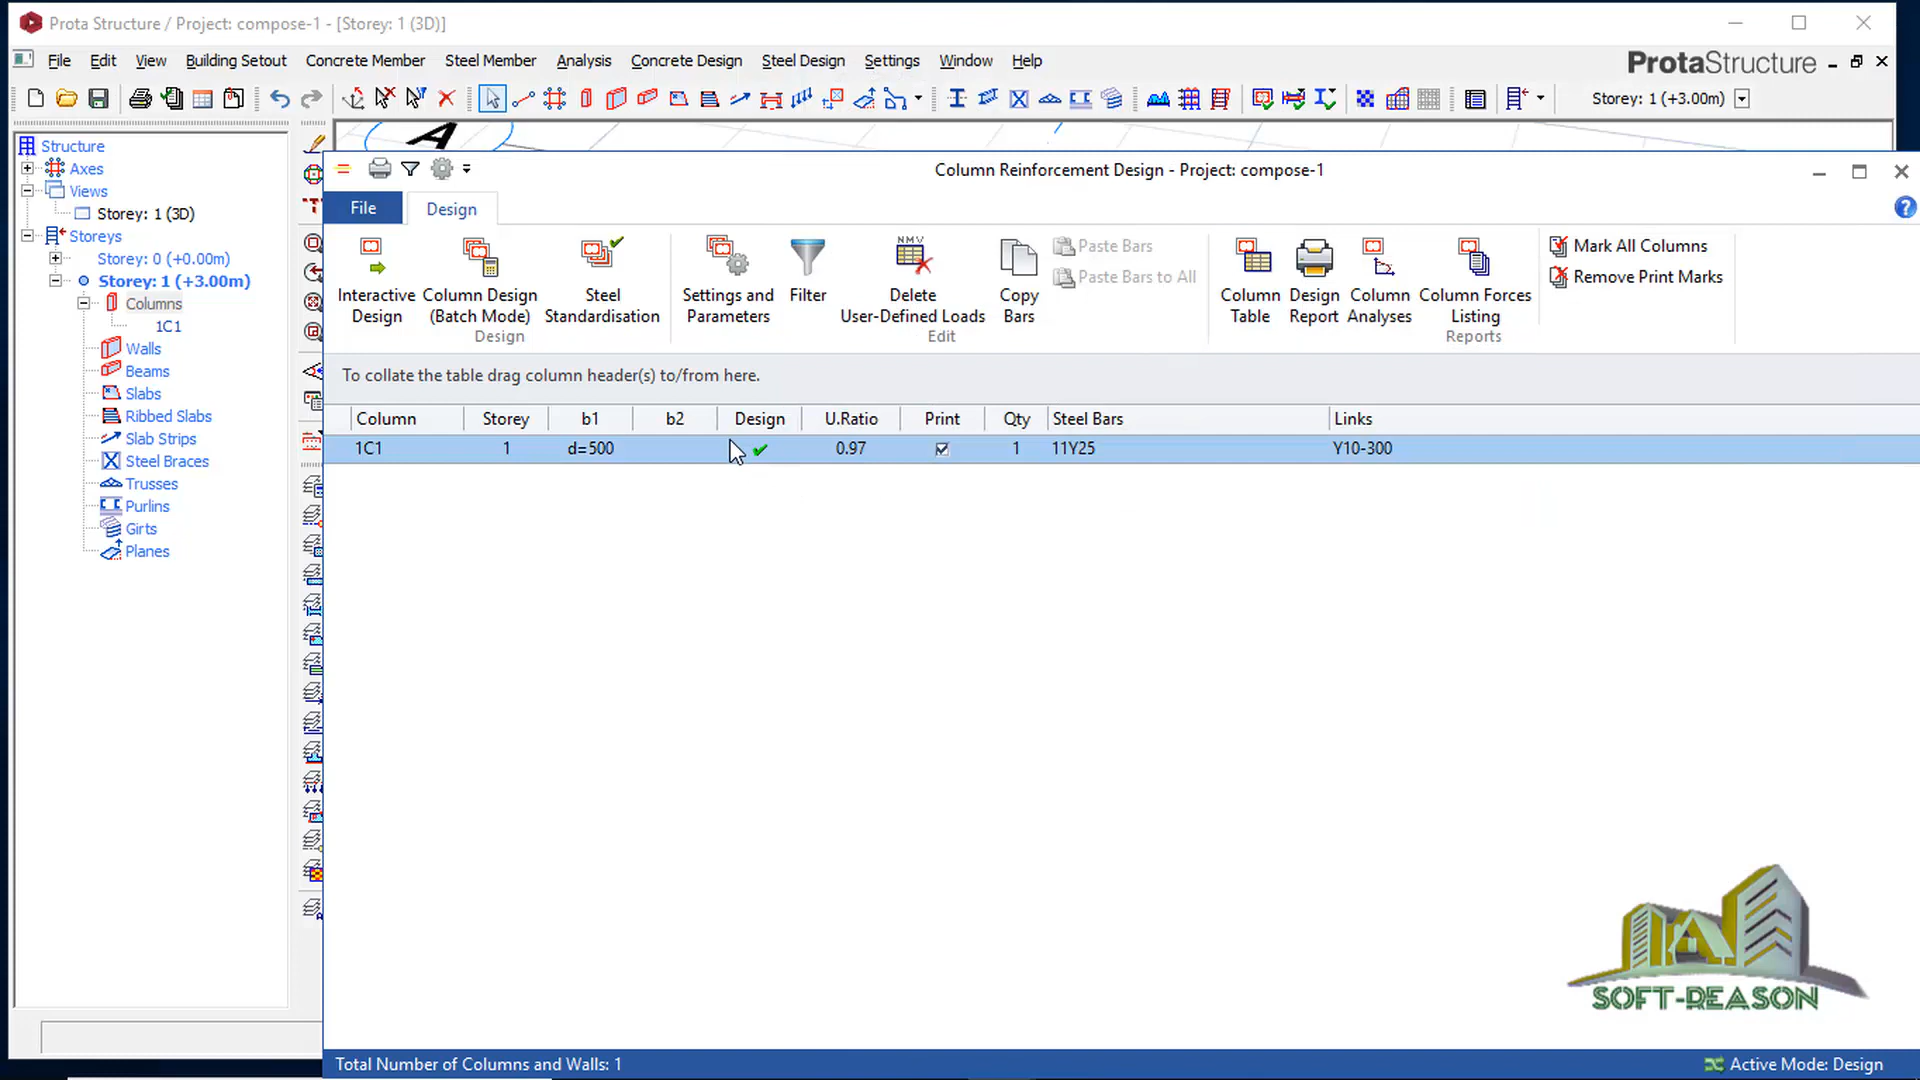 Prota Structure / Project: compose-1 - [Storey: 1 (3D)]
File Edit View Building Setout Concrete Member Steel Member Analysis Concrete Design Steel Design Settings Window Help
ProtaStructure
Storey: 1 (+3.00m)
A
Structure
Axes
Views
Storey: 1 (3D)
Storeys
Storey: 0 (+0.00m)
Storey: 1 (+3.00m)
Columns
1C1
Walls
Beams
Slabs
Ribbed Slabs
Slab Strips
Steel Braces
Trusses
Purlins
Girts
Planes
Column Reinforcement Design - Project: compose-1
File Design
Interactive Design
Column Design (Batch Mode)
Steel Standardisation
Design
Settings and Parameters
Filter
NMV
Delete User-Defined Loads
Copy Bars
Paste Bars
Paste Bars to All
Edit
Column Table
Design Report
Column Analyses
Column Forces Listing
Reports
Mark All Columns
Remove Print Marks
To collate the table drag column header(s) to/from here.
Column Storey b1 b2 Design U.Ratio Print Qty Steel Bars Links
1C1 1 d=500 0.97 1 11Y25 Y10-300
SOFT-REASON
Total Number of Columns and Walls: 1
Active Mode: Design